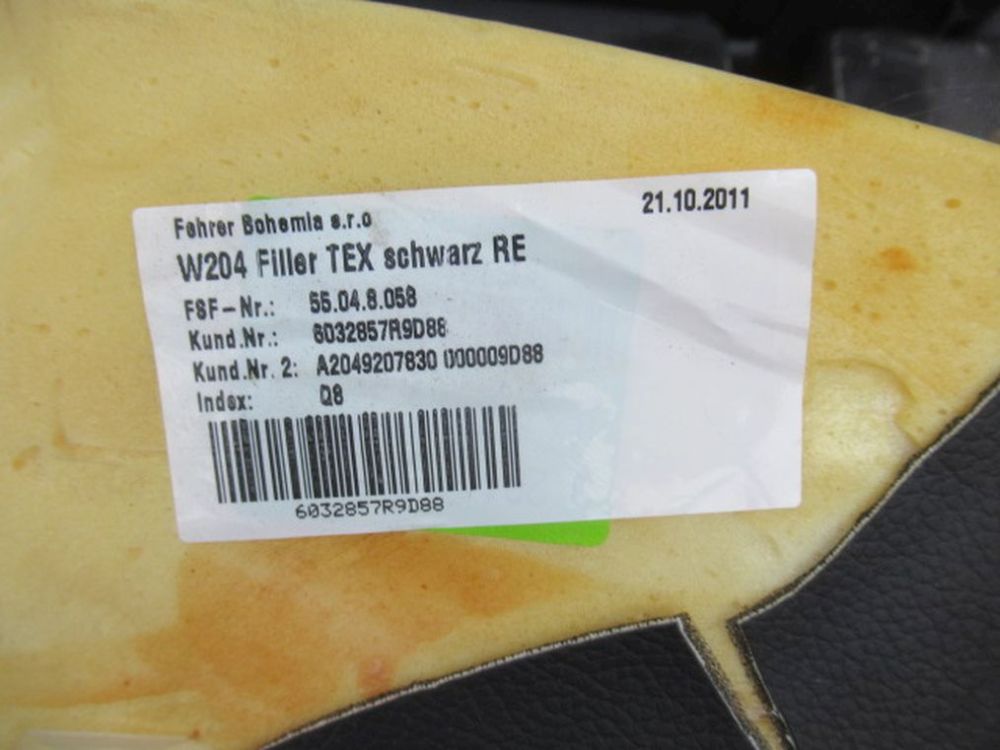 Fehrer Bohemia s.r.o
21.10.2011
W204 Filler TEX schwarz RE
FSF-Nr.: 55.04.8.058
Kund.Nr.: 6032857R9D88
Kund.Nr. 2: A2049207830 000009D88
Index: Q8
6032857R9D88